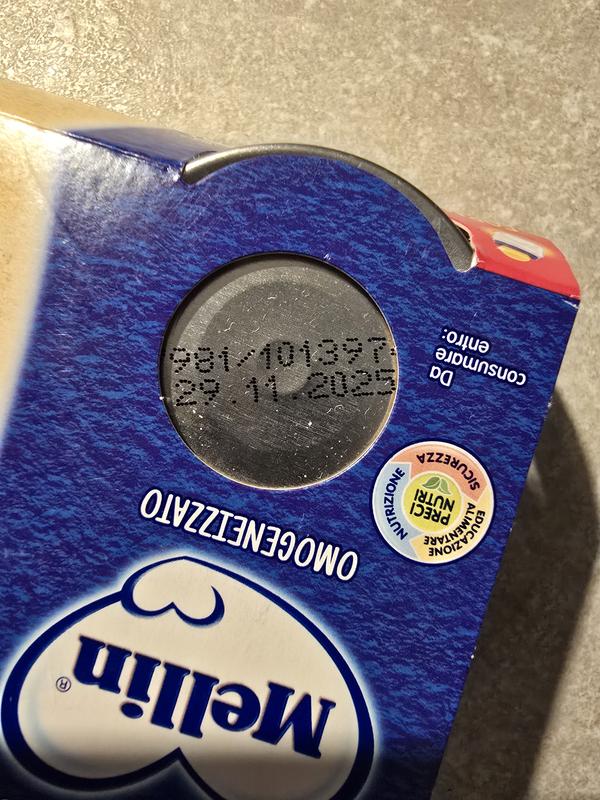 981/101397
29.11.2025
Da
consumare
entro:
SICUREZZA
NUTRIZIONE
EDUCAZIONE
ALIMENTARE
PRECI
NUTRI
OMOGENEIZZATO
Mellin®